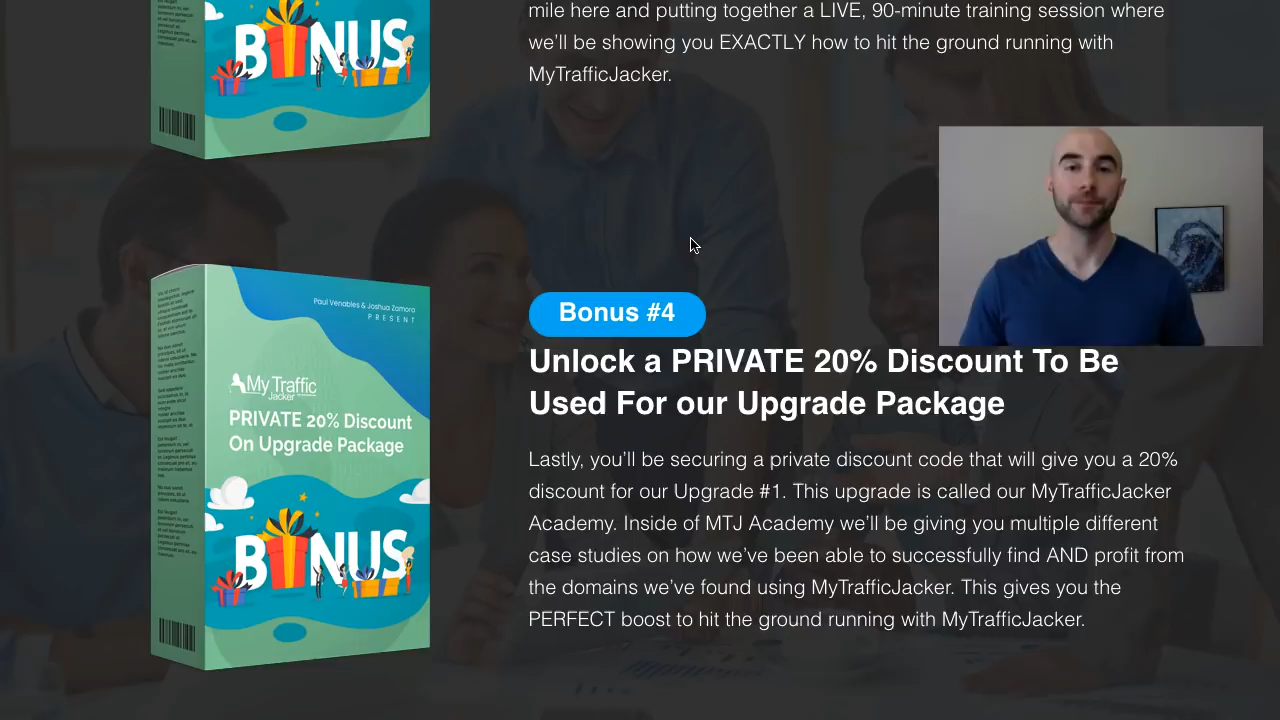 mile here and putting together a LIVE 90-minute training session where
we'll be showing you EXACTLY how to hit the ground running with
MyTrafficJacker.
BONUS
Paul Venables & Joshua Zamora
PRESENT
My Traffic
Jacker
PRIVATE 20% Discount
On Upgrade Package
BONUS
Bonus #4
Unlock a PRIVATE 20% Discount To Be
Used For our Upgrade Package
Lastly, you'll be securing a private discount code that will give you a 20%
discount for our Upgrade #1. This upgrade is called our MyTrafficJacker
Academy. Inside of MTJ Academy we'll be giving you multiple different
case studies on how we've been able to successfully find AND profit from
the domains we've found using MyTrafficJacker. This gives you the
PERFECT boost to hit the ground running with MyTrafficJacker.